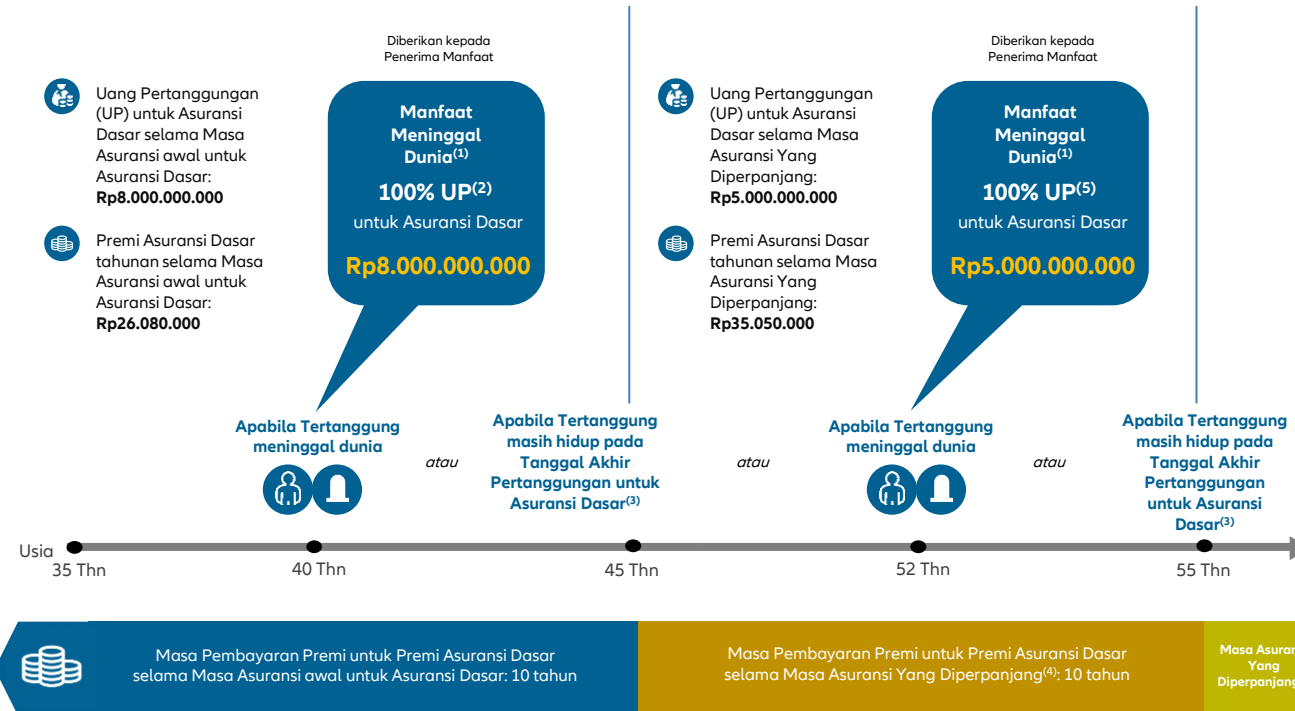 Diberikan kepada
Penerima Manfaat
Uang Pertanggungan
(UP) untuk Asuransi
Dasar selama Masa
Asuransi awal untuk
Asuransi Dasar:
Rp8.000.000.000
Premi Asuransi Dasar
tahunan selama Masa
Asuransi awal untuk
Asuransi Dasar:
Rp26.080.000
Manfaat
Meninggal
Dunia(1)
100% UP(2)
untuk Asuransi Dasar
Rp8.000.000.000
Diberikan kepada
Penerima Manfaat
Uang Pertanggungan
(UP) untuk Asuransi
Dasar selama Masa
Asuransi Yang
Diperpanjang:
Rp5.000.000.000
Premi Asuransi Dasar
tahunan selama Masa
Asuransi Yang
Diperpanjang:
Rp35.050.000
Manfaat
Meninggal
Dunia(1)
100% UP(5)
untuk Asuransi Dasar
Rp5.000.000.000
Apabila Tertanggung
meninggal dunia
atau
Apabila Tertanggung
masih hidup pada
Tanggal Akhir
Pertanggungan untuk
Asuransi Dasar(3)
atau
Apabila Tertanggung
meninggal dunia
atau
Apabila Tertanggung
masih hidup pada
Tanggal Akhir
Pertanggungan
untuk Asuransi
Dasar(3)
Usia
35 Thn
40 Thn
45 Thn
52 Thn
55 Thn
Masa Pembayaran Premi untuk Premi Asuransi Dasar
selama Masa Asuransi awal untuk Asuransi Dasar: 10 tahun
Masa Pembayaran Premi untuk Premi Asuransi Dasar
selama Masa Asuransi Yang Diperpanjang(4): 10 tahun
Masa Asuran
Yang
Diperpanjang